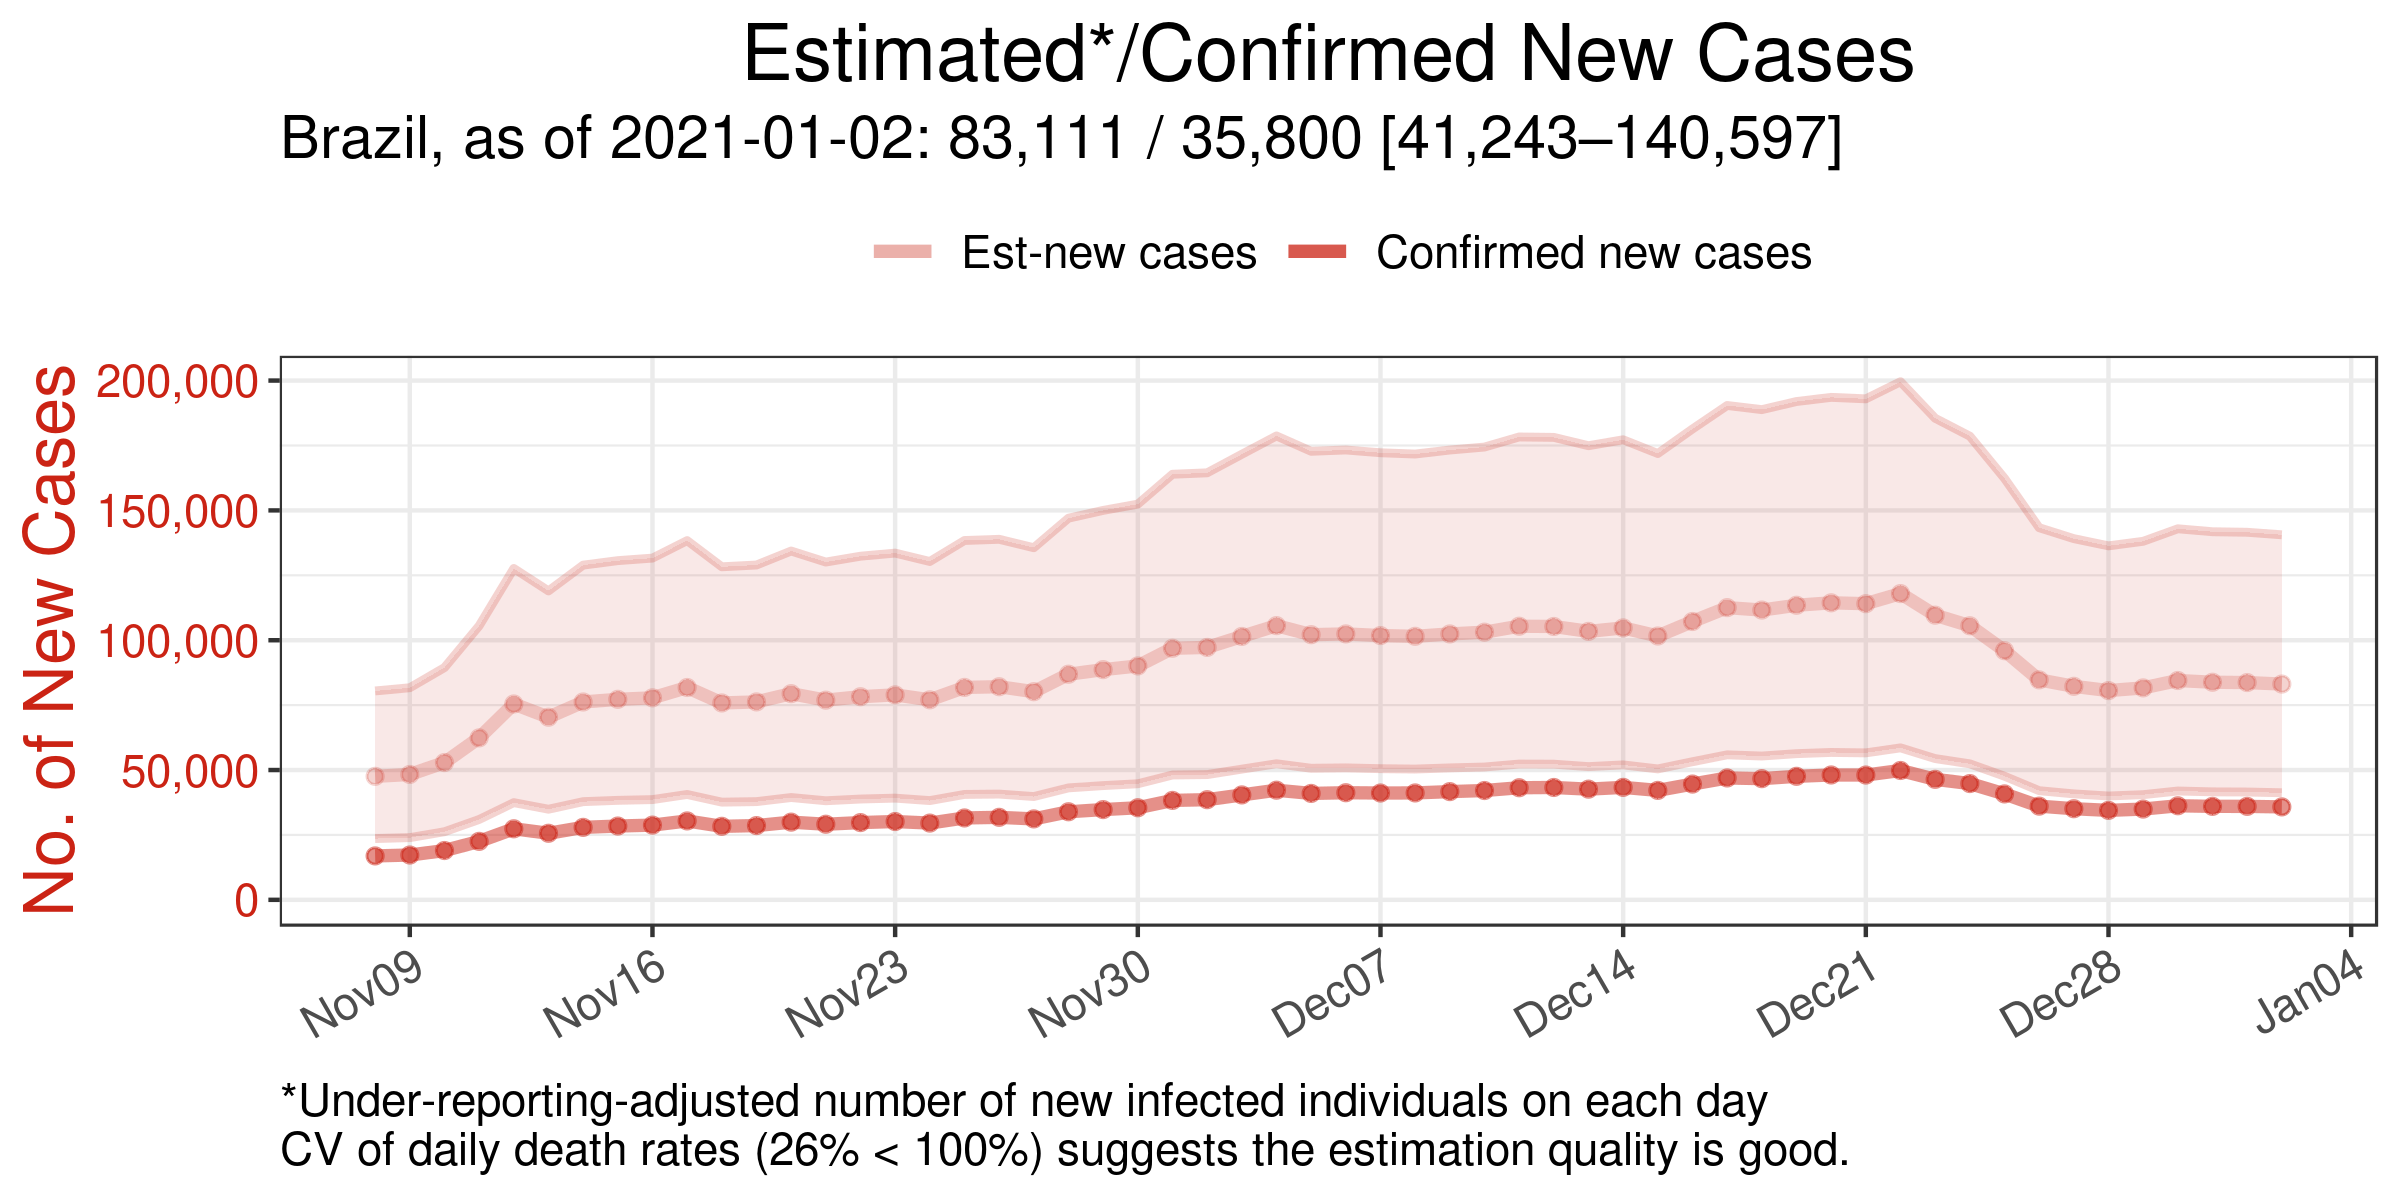 Estimated*/Confirmed New Cases
Brazil, as of 2021-01-02: 83,111 / 35,800 [41,243–140,597]
Est-new cases
Confirmed new cases
No. of New Cases
200,000
150,000
100,000
50,000
0
Nov09
Nov16
Nov23
Nov30
Dec07
Dec14
Dec21
Dec28
Jan04
*Under-reporting-adjusted number of new infected individuals on each day
CV of daily death rates (26% < 100%) suggests the estimation quality is good.